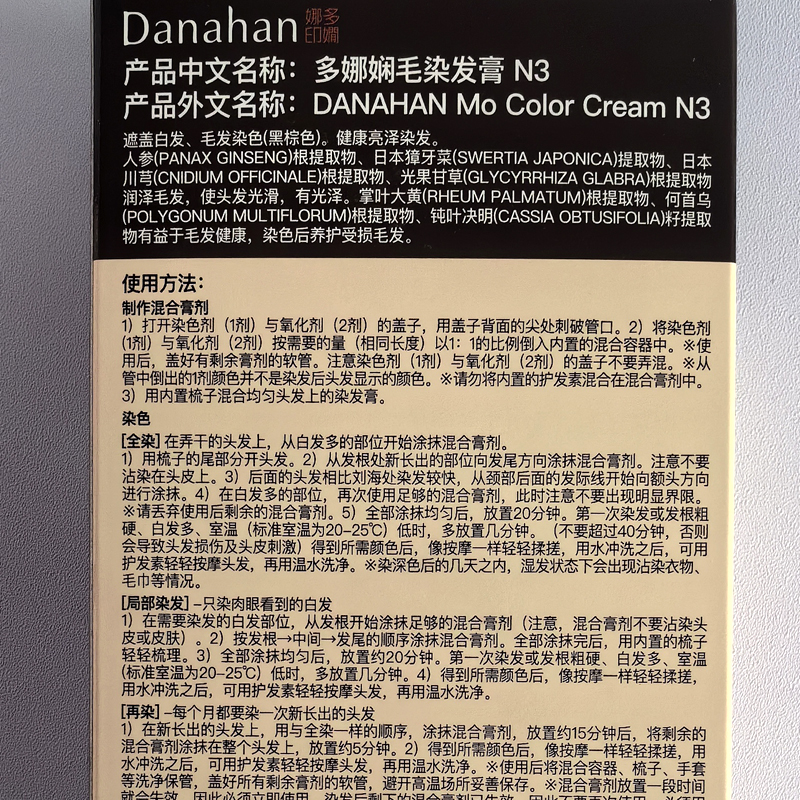 Danahan 娜多
印嫺
产品中文名称：多娜娴毛染发膏 N3
产品外文名称：DANAHAN Mo Color Cream N3
遮盖白发、毛发染色(黑棕色)。健康亮泽染发。
人参(PANAX GINSENG)根提取物、日本獐牙菜(SWERTIA JAPONICA)提取物、日本
川芎(CNIDIUM OFFICINALE)根提取物、光果甘草(GLYCYRRHIZA GLABRA)根提取物
润泽毛发，使头发光滑，有光泽。掌叶大黄(RHEUM PALMATUM)根提取物、何首乌
(POLYGONUM MULTIFLORUM)根提取物、钝叶决明(CASSIA OBTUSIFOLIA)籽提取
物有益于毛发健康，染色后养护受损毛发。
使用方法：
制作混合膏剂
1）打开染色剂（1剂）与氧化剂（2剂）的盖子，用盖子背面的尖处刺破管口。2）将染色剂
(1剂）与氧化剂（2剂）按需要的量（相同长度）以1：1的比例倒入内置的混合容器中。※使
用后，盖好有剩余膏剂的软管。注意染色剂（1剂）与氧化剂（2剂）的盖子不要弄混。※从
管中倒出的1剂颜色并不是染发后头发显示的颜色。※请勿将内置的护发素混合在混合膏剂中。
3）用内置梳子混合均匀头发上的染发膏。
染色
[全染] 在弄干的头发上，从白发多的部位开始涂抹混合膏剂。
1）用梳子的尾部分开头发。2）从发根处新长出的部位向发尾方向涂抹混合膏剂。注意不要
沾染在头皮上。3）后面的头发相比刘海处染发较快，从颈部后面的发际线开始向额头方向
进行涂抹。4）在白发多的部位，再次使用足够的混合膏剂，此时注意不要出现明显界限。
※请丢弃使用后剩余的混合膏剂。5）全部涂抹均匀后，放置20分钟。第一次染发或发根粗
硬、白发多、室温（标准室温为20-25℃）低时，多放置几分钟。（不要超过40分钟，否则
会导致头发损伤及头皮刺激）得到所需颜色后，像按摩一样轻轻揉搓，用水冲洗之后，可用
护发素轻轻按摩头发，再用温水洗净。※染深色后的几天之内，湿发状态下会出现沾染衣物、
毛巾等情况。
[局部染发] -只染肉眼看到的白发
1）在需要染发的白发部位，从发根开始涂抹足够的混合膏剂（注意，混合膏剂不要沾染头
皮或皮肤）。2）按发根→中间→发尾的顺序涂抹混合膏剂。全部涂抹完后，用内置的梳子
轻轻梳理。3）全部涂抹均匀后，放置约20分钟。第一次染发或发根粗硬、白发多、室温
(标准室温为20-25℃）低时，多放置几分钟。4）得到所需颜色后，像按摩一样轻轻揉搓，
用水冲洗之后，可用护发素轻轻按摩头发，再用温水洗净。
[再染] -每个月都要染一次新长出的头发
1）在新长出的头发上，用与全染一样的顺序，涂抹混合膏剂，放置约15分钟后，将剩余的
混合膏剂涂抹在整个头发上，放置约5分钟。2）得到所需颜色后，像按摩一样轻轻揉搓，用
水冲洗之后，可用护发素轻轻按摩头发，再用温水洗净。※使用后将混合容器、梳子、手套
等洗净保管，盖好所有剩余膏剂的软管，避开高温场所妥善保存。※混合膏剂放置一段时间
就会失效，因此必须立即使用。染发后剩下的混合膏剂已失效，因此不要再次使用